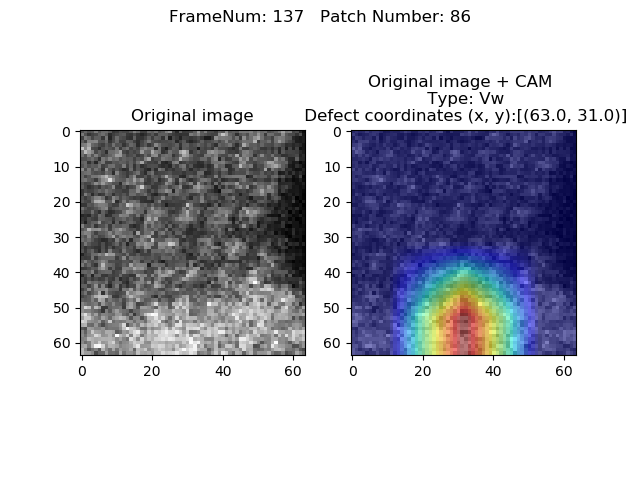 FrameNum: 137   Patch Number: 86
Original image
0
10
20
30
40
50
60
0 20 40 60
Original image + CAM
Type: Vw
Defect coordinates (x, y):[(63.0, 31.0)]
0
10
20
30
40
50
60
0 20 40 60